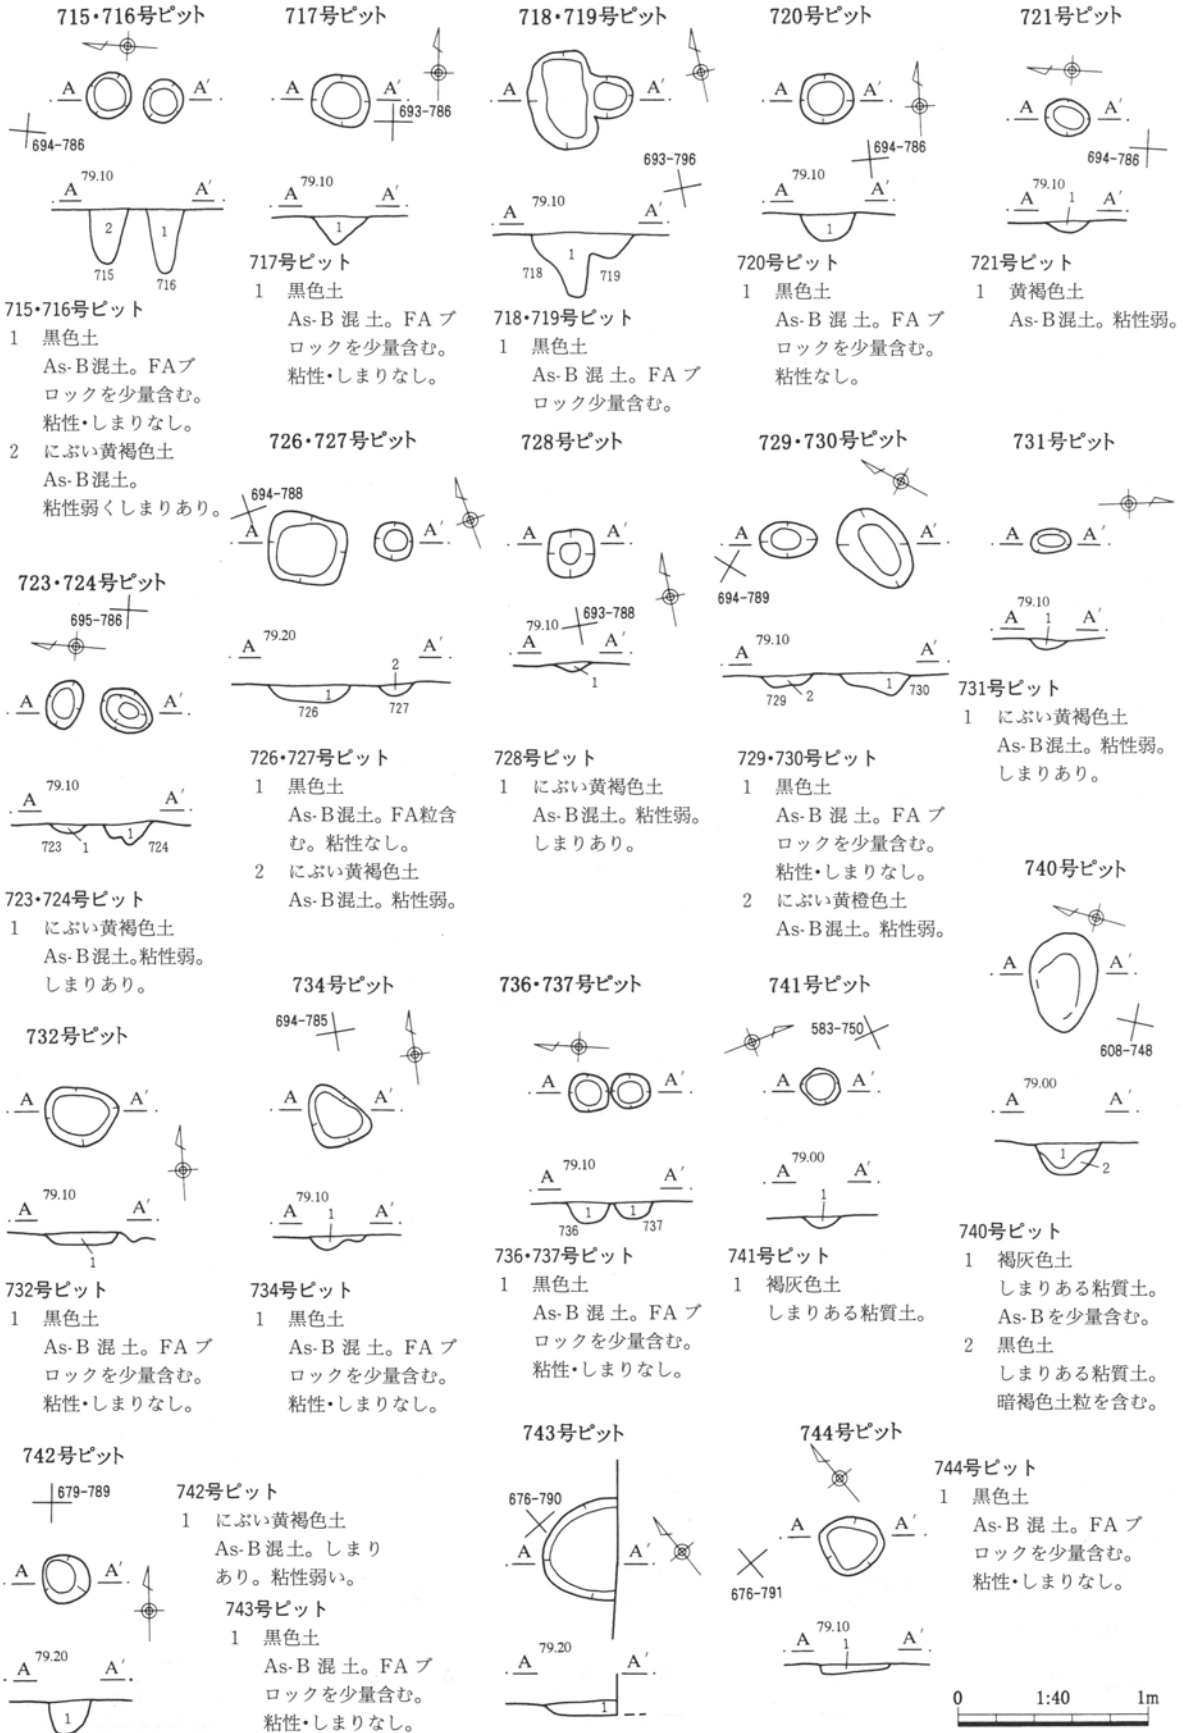 715・716号ピット
A A′
694-786
79.10
A A′
2 1
715 716
715・716号ピット
1 黒色土
As-B混土。FAブ
ロックを少量含む。
粘性・しまりなし。
2 にぶい黄褐色土
As-B混土。
粘性弱くしまりあり。
717号ピット
A A′
693-786
79.10
A A′
1
717号ピット
1 黒色土
As-B混土。FAブ
ロックを少量含む。
粘性・しまりなし。
718・719号ピット
A A′
693-796
79.10
A A′
1
718 719
718・719号ピット
1 黒色土
As-B混土。FAブ
ロック少量含む。
720号ピット
A A′
694-786
79.10
A A′
1
720号ピット
1 黒色土
As-B混土。FAブ
ロックを少量含む。
粘性なし。
721号ピット
A A′
694-786
79.10
A 1 A′
721号ピット
1 黄褐色土
As-B混土。粘性弱。
723・724号ピット
695-786
A A′
79.10
A A′
1
723 1 724
723・724号ピット
1 にぶい黄褐色土
As-B混土。粘性弱。
しまりあり。
726・727号ピット
694-788
A A′
79.20
A A′
2
1
726 727
726・727号ピット
1 黒色土
As-B混土。FA粒含
む。粘性なし。
2 にぶい黄褐色土
As-B混土。粘性弱。
728号ピット
A A′
693-788
79.10
A A′
1
728号ピット
1 にぶい黄褐色土
As-B混土。粘性弱。
しまりあり。
729・730号ピット
A A′
694-789
79.10
A A′
729 2 1 730
729・730号ピット
1 黒色土
As-B混土。FAブ
ロックを少量含む。
粘性・しまりなし。
2 にぶい黄橙色土
As-B混土。粘性弱。
731号ピット
A A′
79.10
A 1 A′
731号ピット
1 にぶい黄褐色土
As-B混土。粘性弱。
しまりあり。
732号ピット
A A′
79.10
A A′
1
732号ピット
1 黒色土
As-B混土。FAブ
ロックを少量含む。
粘性・しまりなし。
734号ピット
694-785
A A′
79.10
A 1 A′
734号ピット
1 黒色土
As-B混土。FAブ
ロックを少量含む。
粘性・しまりなし。
736・737号ピット
A A′
79.10
A A′
1 1
736 737
736・737号ピット
1 黒色土
As-B混土。FAブ
ロックを少量含む。
粘性・しまりなし。
741号ピット
583-750
A A′
79.00
A A′
1
741号ピット
1 褐灰色土
しまりある粘質土。
740号ピット
A A′
608-748
79.00
A A′
1
2
740号ピット
1 褐灰色土
しまりある粘質土。
As-Bを少量含む。
2 黒色土
しまりある粘質土。
暗褐色土粒を含む。
742号ピット
679-789
A A′
79.20
A A′
1
742号ピット
1 にぶい黄褐色土
As-B混土。しまり
あり。粘性弱い。
743号ピット
1 黒色土
As-B混土。FAブ
ロックを少量含む。
粘性・しまりなし。
743号ピット
676-790
A A′
79.20
A A′
1
744号ピット
A A′
676-791
79.10
A 1 A′
744号ピット
1 黒色土
As-B混土。FAブ
ロックを少量含む。
粘性・しまりなし。
0 1:40 1m